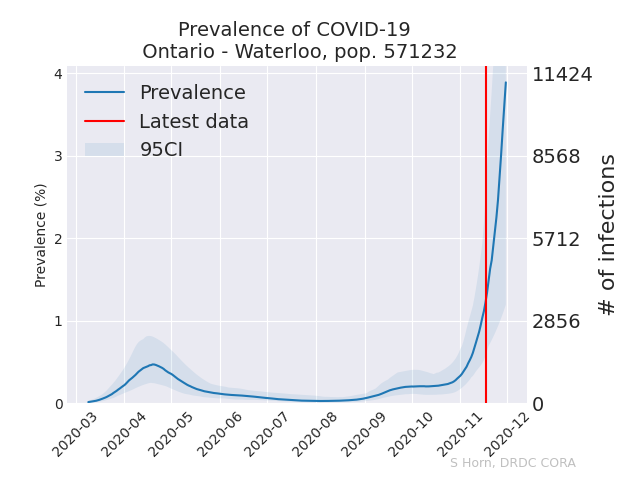 Prevalence of COVID-19
Ontario - Waterloo, pop. 571232
Prevalence
Latest data
95CI
4
3
2
1
0
Prevalence (%)
11424
8568
5712
2856
0
# of infections
2020-03
2020-04
2020-05
2020-06
2020-07
2020-08
2020-09
2020-10
2020-11
2020-12
S Horn, DRDC CORA